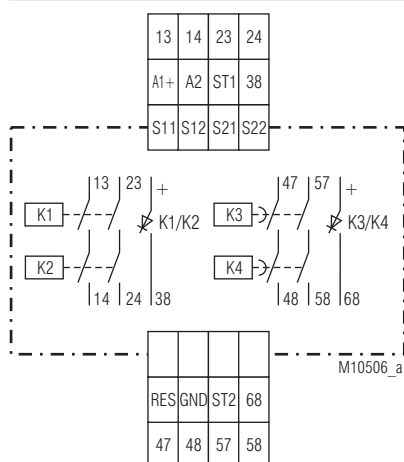 13 14 23 24
A1+ A2 ST1 38
S11 S12 S21 S22
13 23 + 47 57 +
K1 K1/K2 K3 K3/K4
K2 K4
14 24 38 48 58 68
M10506_a
RES GND ST2 68
47 48 57 58